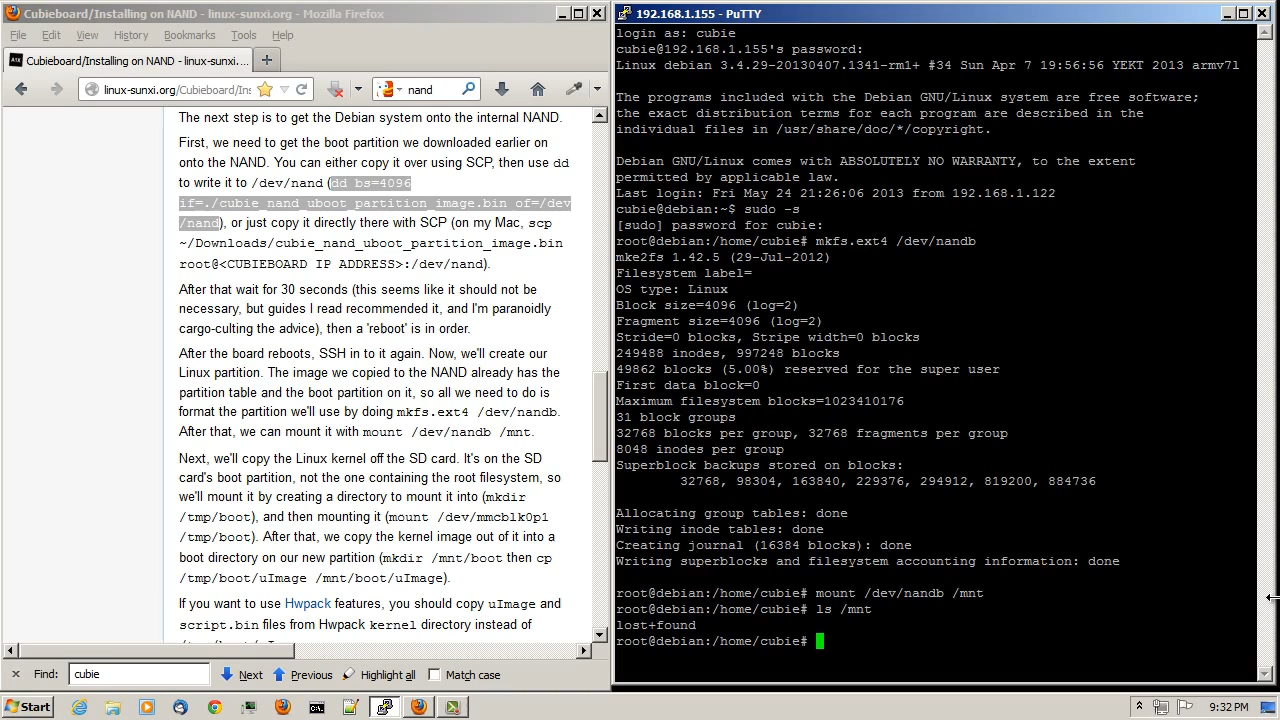 Cubieboard/Installing on NAND - linux-sunxi.org - Mozilla Firefox
File Edit View History Bookmarks Tools Help
Cubieboard/Installing on NAND - linux-sunxi....
linux-sunxi.org/Cubieboard/Ins
nand
The next step is to get the Debian system onto the internal NAND.
First, we need to get the boot partition we downloaded earlier on
onto the NAND. You can either copy it over using SCP, then use dd
to write it to /dev/nand (dd bs=4096
if=./cubie_nand_uboot_partition_image.bin of=/dev
/nand), or just copy it directly there with SCP (on my Mac, scp
~/Downloads/cubie_nand_uboot_partition_image.bin
root@<CUBIEBOARD IP ADDRESS>:/dev/nand).
After that wait for 30 seconds (this seems like it should not be
necessary, but guides I read recommended it, and I'm paranoidly
cargo-culting the advice), then a 'reboot' is in order.
After the board reboots, SSH in to it again. Now, we'll create our
Linux partition. The image we copied to the NAND already has the
partition table and the boot partition on it, so all we need to do is
format the partition we'll use by doing mkfs.ext4 /dev/nandb.
After that, we can mount it with mount /dev/nandb /mnt.
Next, we'll copy the Linux kernel off the SD card. It's on the SD
card's boot partition, not the one containing the root filesystem, so
we'll mount it by creating a directory to mount it into (mkdir
/tmp/boot), and then mounting it (mount /dev/mmcblk0p1
/tmp/boot). After that, we copy the kernel image out of it into a
boot directory on our new partition (mkdir /mnt/boot then cp
/tmp/boot/uImage /mnt/boot/uImage).
If you want to use Hwpack features, you should copy uImage and
script.bin files from Hwpack kernel directory instead of
Find: cubie Next Previous Highlight all Match case
192.168.1.155 - PuTTY
login as: cubie
cubie@192.168.1.155's password:
Linux debian 3.4.29-20130407.1341-rm1+ #34 Sun Apr 7 19:56:56 YEKT 2013 armv7l
The programs included with the Debian GNU/Linux system are free software;
the exact distribution terms for each program are described in the
individual files in /usr/share/doc/*/copyright.
Debian GNU/Linux comes with ABSOLUTELY NO WARRANTY, to the extent
permitted by applicable law.
Last login: Fri May 24 21:26:06 2013 from 192.168.1.122
cubie@debian:~$ sudo -s
[sudo] password for cubie:
root@debian:/home/cubie# mkfs.ext4 /dev/nandb
mke2fs 1.42.5 (29-Jul-2012)
Filesystem label=
OS type: Linux
Block size=4096 (log=2)
Fragment size=4096 (log=2)
Stride=0 blocks, Stripe width=0 blocks
249488 inodes, 997248 blocks
49862 blocks (5.00%) reserved for the super user
First data block=0
Maximum filesystem blocks=1023410176
31 block groups
32768 blocks per group, 32768 fragments per group
8048 inodes per group
Superblock backups stored on blocks:
32768, 98304, 163840, 229376, 294912, 819200, 884736
Allocating group tables: done
Writing inode tables: done
Creating journal (16384 blocks): done
Writing superblocks and filesystem accounting information: done
root@debian:/home/cubie# mount /dev/nandb /mnt
root@debian:/home/cubie# ls /mnt
lost+found
root@debian:/home/cubie#
Start
9:32 PM